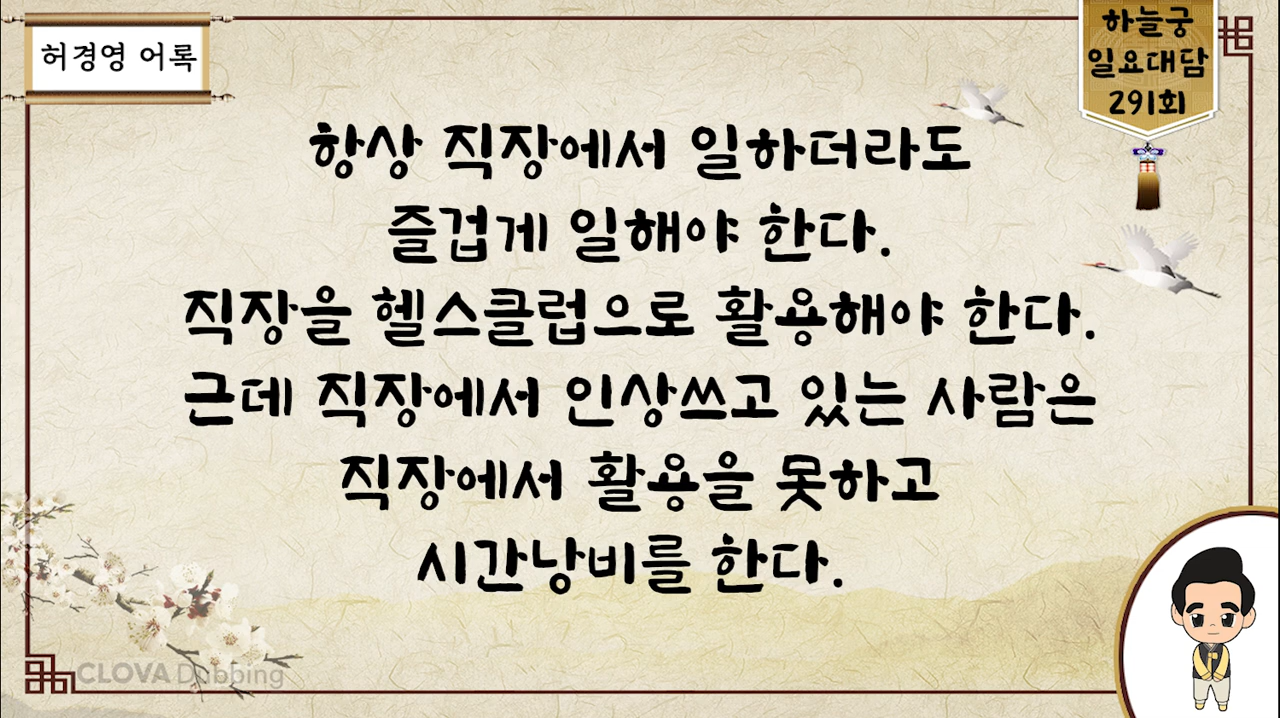 허경영 어록
하늘궁
일요대담
291회
항상 직장에서 일하더라도
즐겁게 일해야 한다.
직장을 헬스클럽으로 활용해야 한다.
근데 직장에서 인상쓰고 있는 사람은
직장에서 활용을 못하고
시간낭비를 한다.
CLOVA Dubbing